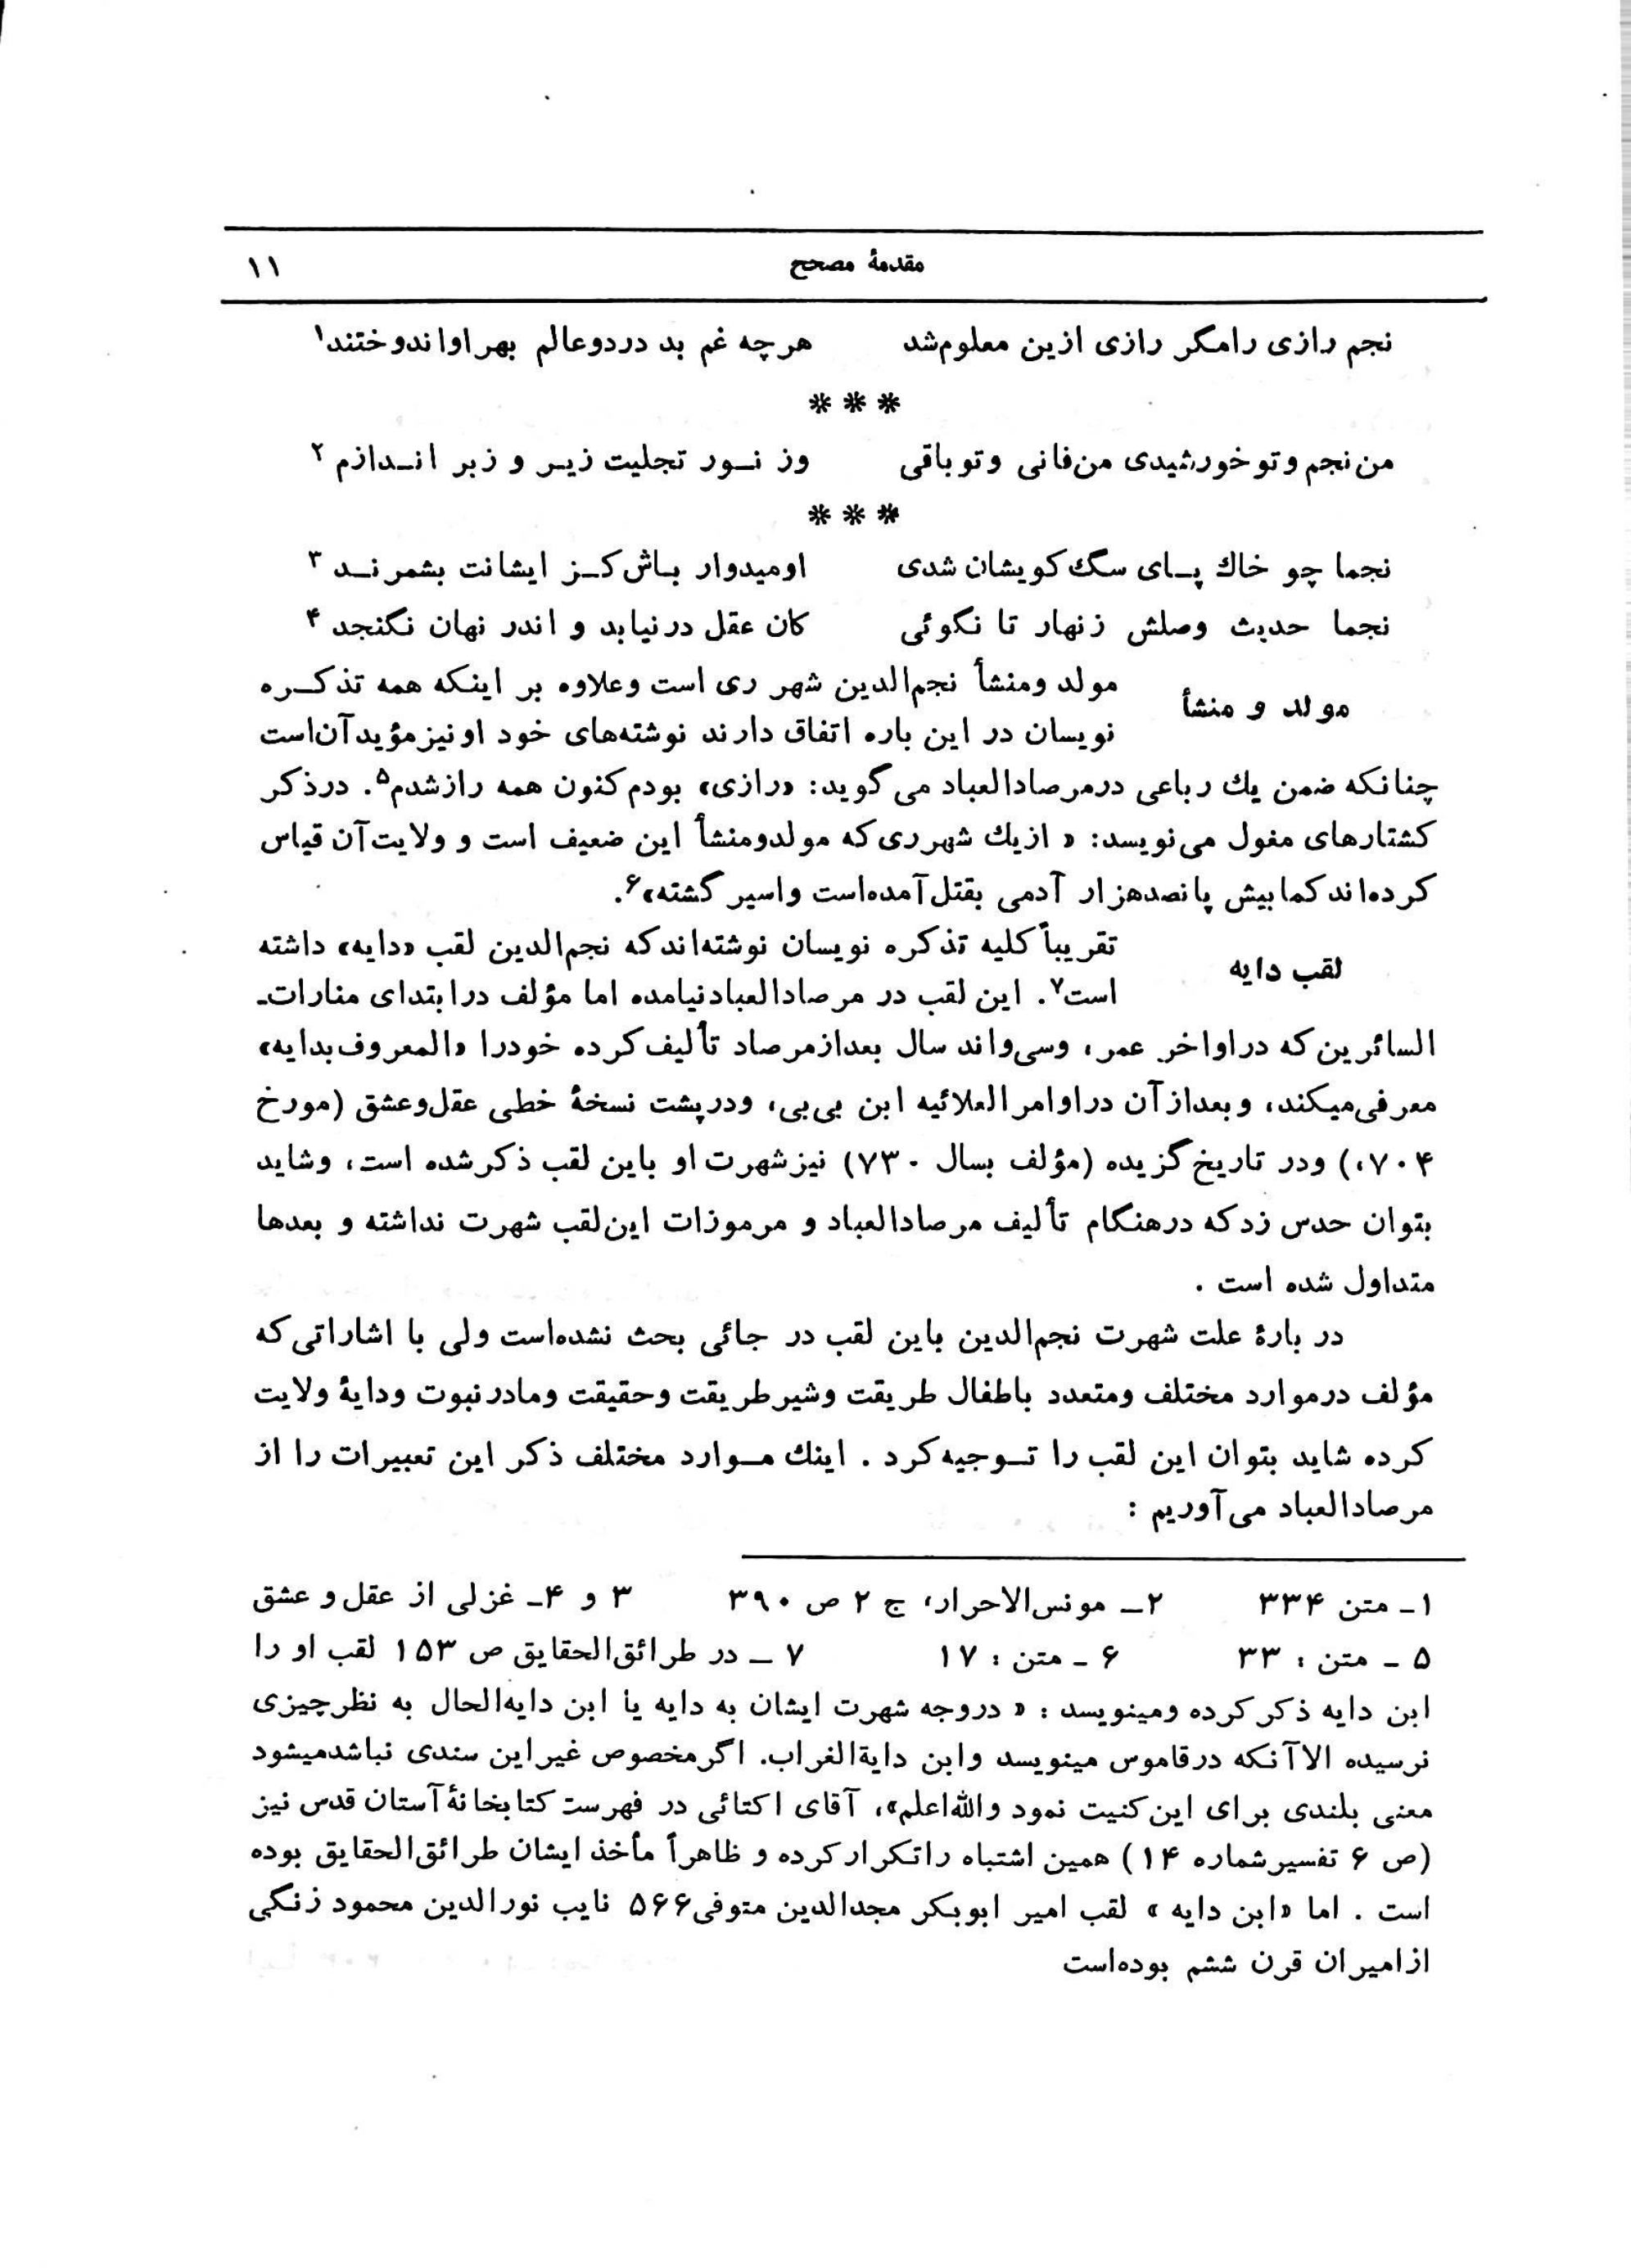 مقدمهٔ مصحح ۱۱
نجم رازی رامگر رازی ازین معلوم‌شد هرچه غم بد دردوعالم بهراواندوختند۱
* * *
من‌نجم وتوخورشیدی من‌فانی وتوباقی وز نـور تجلیت زیـر و زبر انـدازم ۲
* * *
نجما چو خاك پـای سگ‌کویشان شدی اومیدوار بـاش‌کـز ایشانت بشمرنـد ۳
نجما حدیث وصلش زنهار تا نگوئی کان عقل درنیابد و اندر نهان نگنجد ۴
مولد و منشأ
مولد ومنشأ نجم‌الدین شهر ری است وعلاوه بر اینکه همه تذکـره
نویسان در این باره اتفاق دارند نوشته‌های خود اونیزمؤیدآن‌است
چنانکه ضمن یك رباعی درمرصادالعباد می‌گوید: «رازی» بودم‌کنون همه رازشدم۵. درذکر
کشتارهای مغول می‌نویسد: « ازیك شهرری‌که مولدومنشأ این ضعیف است و ولایت‌آن قیاس
کرده‌اندکمابیش پانصدهزار آدمی بقتل‌آمده‌است واسیر گشته»۶.
لقب دایه
تقریباً کلیه تذکره نویسان نوشته‌اندکه نجم‌الدین لقب «دایه» داشته
است۷. این لقب در مرصادالعبادنیامده اما مؤلف درابتدای منارات-
السائرین‌که دراواخر عمر، وسی‌واند سال بعدازمرصاد تألیف‌کرده خودرا «المعروف‌بدایه»
معرفی‌میکند، وبعدازآن دراوامرالعلائیه ابن بی‌بی، ودرپشت نسخهٔ خطی عقل‌وعشق (مورخ
۷۰۴،) ودر تاریخ‌گزیده (مؤلف بسال ۷۳۰) نیزشهرت‌او باین لقب ذکرشده است، وشاید
بتوان حدس زدکه درهنگام تألیف مرصادالعباد و مرموزات این‌لقب شهرت نداشته و بعدها
متداول شده است .
در بارهٔ علت شهرت نجم‌الدین باین لقب در جائی بحث نشده‌است ولی با اشاراتی‌که
مؤلف درموارد مختلف ومتعدد باطفال طریقت وشیرطریقت وحقیقت ومادرنبوت ودایهٔ ولایت
کرده شاید بتوان این لقب را تـوجیه‌کرد . اینك مـوارد مختلف ذکر این تعبیرات را از
مرصادالعباد می‌آوریم :
۱- متن ۳۳۴ ۲- مونس‌الاحرار، ج ۲ ص ۳۹۰ ۳ و ۴- غزلی از عقل و عشق
۵ - متن : ۳۳ ۶ - متن : ۱۷ ۷ - در طرائق‌الحقایق ص ۱۵۳ لقب او را
ابن دایه ذکرکرده ومینویسد : « دروجه شهرت ایشان به دایه یا ابن دایه‌الحال به نظرچیزی
نرسیده الاآنکه درقاموس مینویسد وابن دایةالغراب. اگرمخصوص غیراین سندی نباشدمیشود
معنی بلندی برای این‌کنیت نمود والله‌اعلم»، آقای اکتائی در فهرست کتابخانهٔ‌آستان قدس نیز
(ص ۶ تفسیرشماره ۱۴) همین اشتباه راتکرارکرده و ظاهراً مأخذ ایشان طرائق‌الحقایق بوده
است . اما «ابن دایه » لقب امیر ابوبکر مجدالدین متوفی۵۶۶ نایب نورالدین محمود زنگی
ازامیران قرن ششم بوده‌است